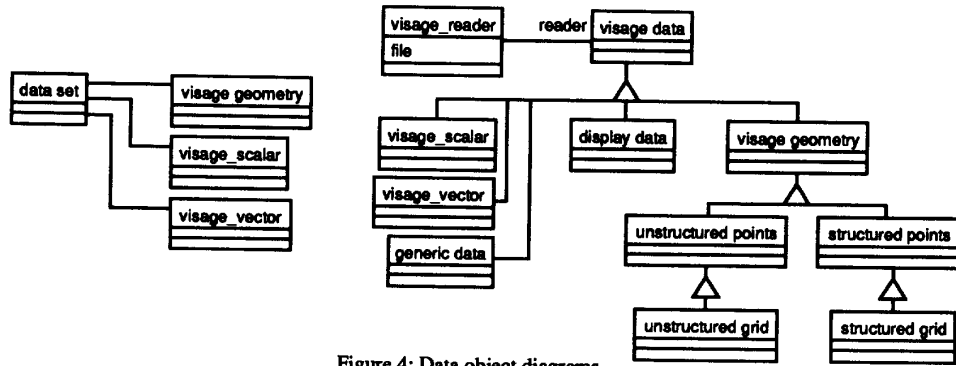 visage_reader
file
reader
visage data
data set
visage geometry
visage_scalar
visage_vector
visage_scalar
display data
visage geometry
visage_vector
generic data
unstructured points
structured points
unstructured grid
structured grid
Figure 4: Data object diagrams